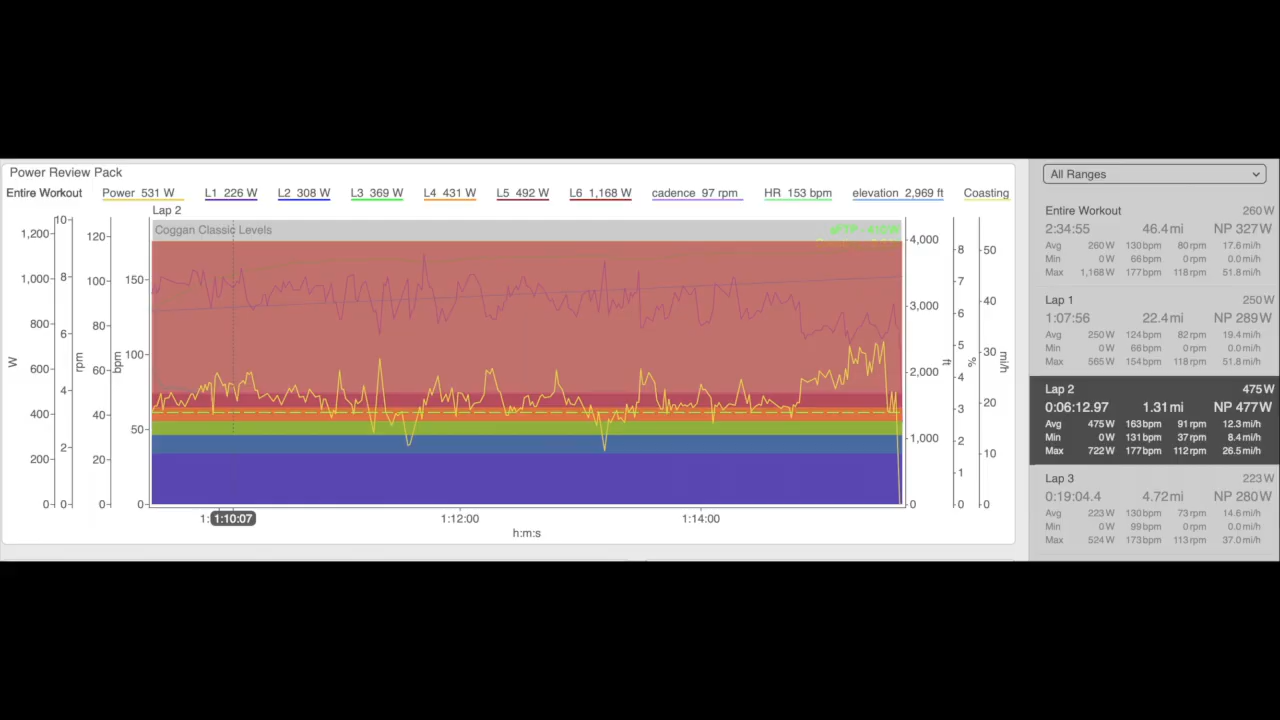 Power Review Pack
Entire Workout Power 531 W L1 226 W L2 308 W L3 369 W L4 431 W L5 492 W L6 1,168 W cadence 97 rpm HR 153 bpm elevation 2,969 ft Coasting
Lap 2
Coggan Classic Levels
sFTP - 410 W
10
1,200
1,000
800
600
400
200
0
W
8
6
4
2
0
120
100
80
60
40
20
0
rpm
150
100
50
0
bpm
4,000
3,000
2,000
1,000
0
ft
8
7
6
5
4
3
2
1
0
%
50
40
30
20
10
0
mi/h
1:10:07
1:12:00
1:14:00
h:m:s
All Ranges
Entire Workout 260 W
2:34:55 46.4 mi NP 327 W
Avg 260 W 130 bpm 80 rpm 17.6 mi/h
Min 0 W 66 bpm 0 rpm 0.0 mi/h
Max 1,168 W 177 bpm 118 rpm 51.8 mi/h
Lap 1 250 W
1:07:56 22.4 mi NP 289 W
Avg 250 W 124 bpm 82 rpm 19.4 mi/h
Min 0 W 66 bpm 0 rpm 0.0 mi/h
Max 565 W 154 bpm 118 rpm 51.8 mi/h
Lap 2 475 W
0:06:12.97 1.31 mi NP 477 W
Avg 475 W 163 bpm 91 rpm 12.3 mi/h
Min 0 W 131 bpm 37 rpm 8.4 mi/h
Max 722 W 177 bpm 112 rpm 26.5 mi/h
Lap 3 223 W
0:19:04.4 4.72 mi NP 280 W
Avg 223 W 130 bpm 73 rpm 14.6 mi/h
Min 0 W 99 bpm 0 rpm 0.0 mi/h
Max 524 W 173 bpm 113 rpm 37.0 mi/h